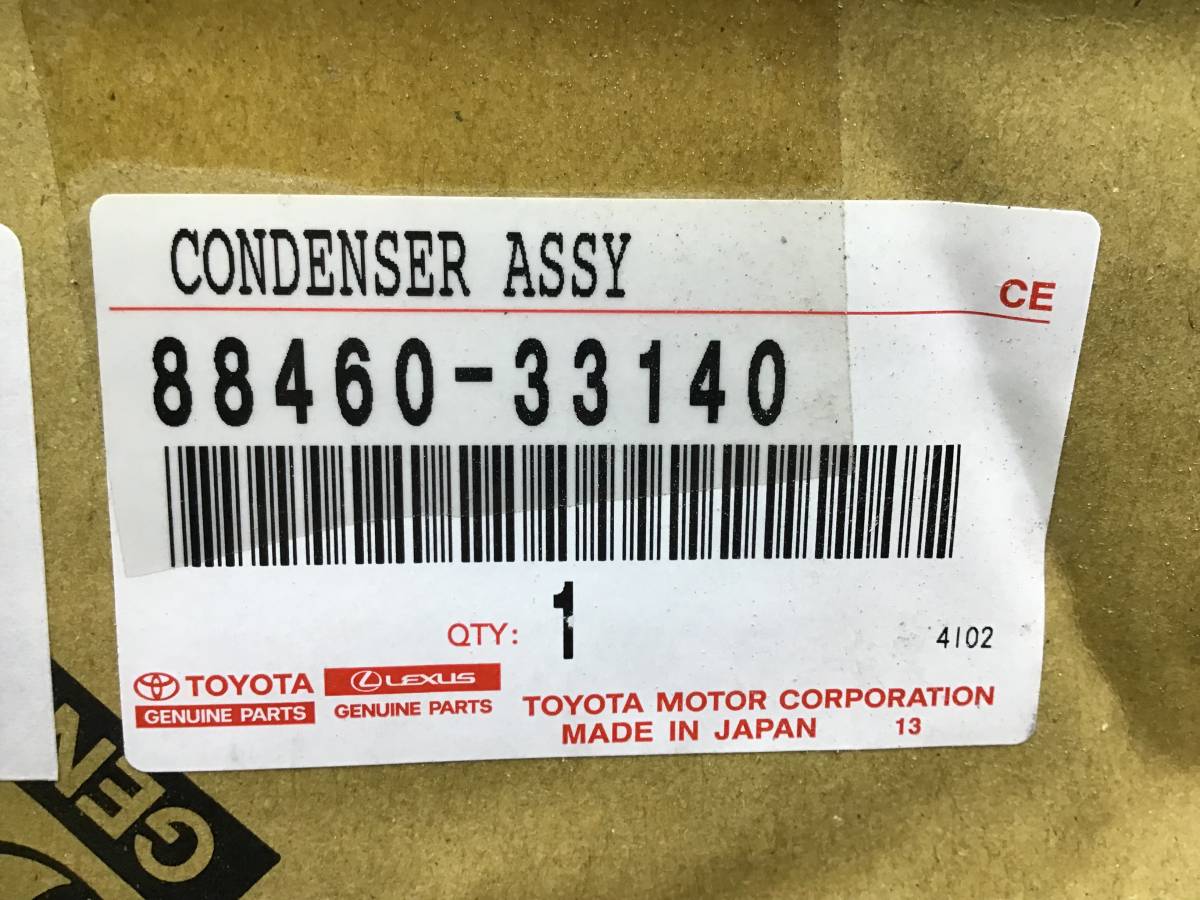 CONDENSER ASSY
CE
88460-33140
QTY: 1
4102
TOYOTA
GENUINE PARTS
LEXUS
GENUINE PARTS
TOYOTA MOTOR CORPORATION
MADE IN JAPAN 13
GEN